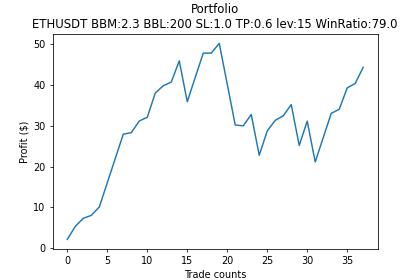 Portfolio
ETHUSDT BBM:2.3 BBL:200 SL:1.0 TP:0.6 lev:15 WinRatio:79.0
50
40
30
20
10
0
Profit ($)
0 5 10 15 20 25 30 35
Trade counts